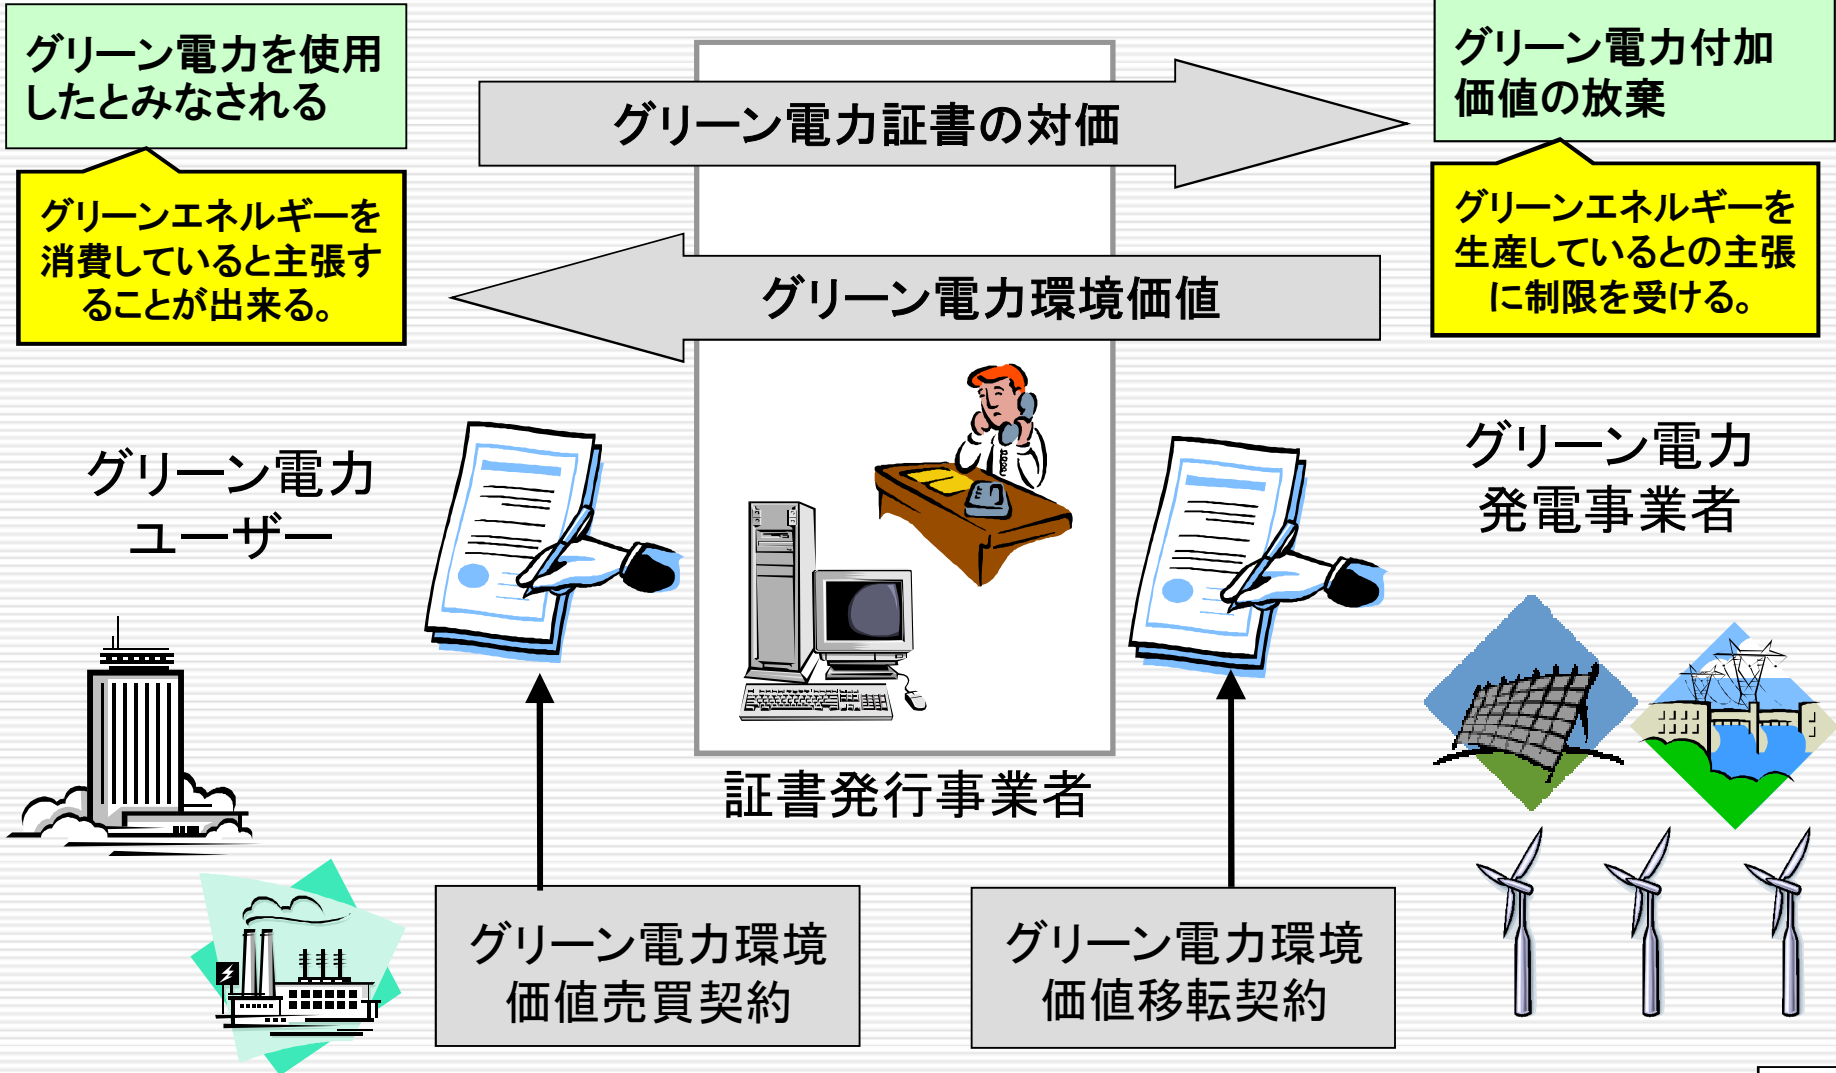 グリーン電力を使用
したとみなされる
グリーンエネルギーを
消費していると主張す
ることが出来る。
グリーン電力証書の対価
グリーン電力環境価値
グリーン電力付加
価値の放棄
グリーンエネルギーを
生産しているとの主張
に制限を受ける。
グリーン電力
ユーザー
グリーン電力
発電事業者
証書発行事業者
グリーン電力環境
価値売買契約
グリーン電力環境
価値移転契約